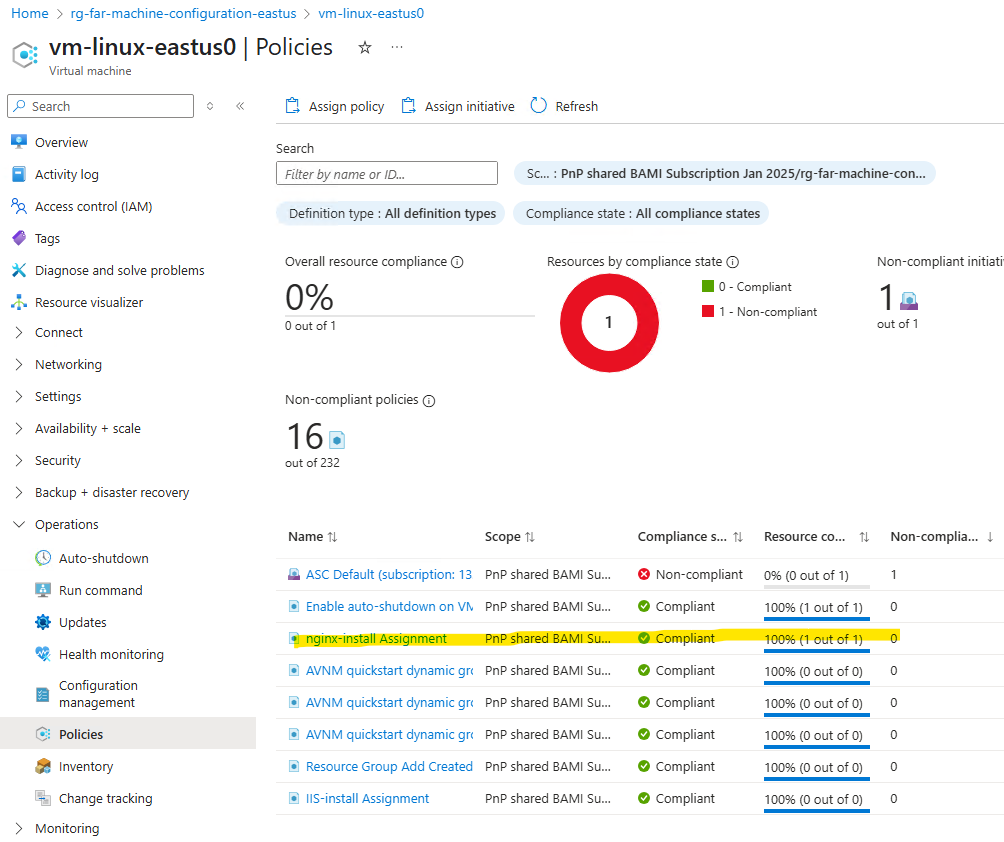 Home > rg-far-machine-configuration-eastus > vm-linux-eastus0
vm-linux-eastus0 | Policies
Virtual machine
Search
Overview
Activity log
Access control (IAM)
Tags
Diagnose and solve problems
Resource visualizer
Connect
Networking
Settings
Availability + scale
Security
Backup + disaster recovery
Operations
Auto-shutdown
Run command
Updates
Health monitoring
Configuration
management
Policies
Inventory
Change tracking
Monitoring
Assign policy Assign initiative Refresh
Search
Filter by name or ID...
Sc... : PnP shared BAMI Subscription Jan 2025/rg-far-machine-con...
Definition type : All definition types
Compliance state : All compliance states
Overall resource compliance
0%
0 out of 1
Resources by compliance state
1
0 - Compliant
1 - Non-compliant
Non-compliant initiati
1
out of 1
Non-compliant policies
16
out of 232
Name Scope Compliance s... Resource co... Non-complia...
ASC Default (subscription: 13 PnP shared BAMI Su... Non-compliant 0% (0 out of 1) 1
Enable auto-shutdown on VM PnP shared BAMI Su... Compliant 100% (1 out of 1) 0
nginx-install Assignment PnP shared BAMI Su... Compliant 100% (1 out of 1) 0
AVNM quickstart dynamic gro PnP shared BAMI Su... Compliant 100% (0 out of 0) 0
AVNM quickstart dynamic gro PnP shared BAMI Su... Compliant 100% (0 out of 0) 0
AVNM quickstart dynamic gro PnP shared BAMI Su... Compliant 100% (0 out of 0) 0
Resource Group Add Created PnP shared BAMI Su... Compliant 100% (0 out of 0) 0
IIS-install Assignment PnP shared BAMI Su... Compliant 100% (0 out of 0) 0